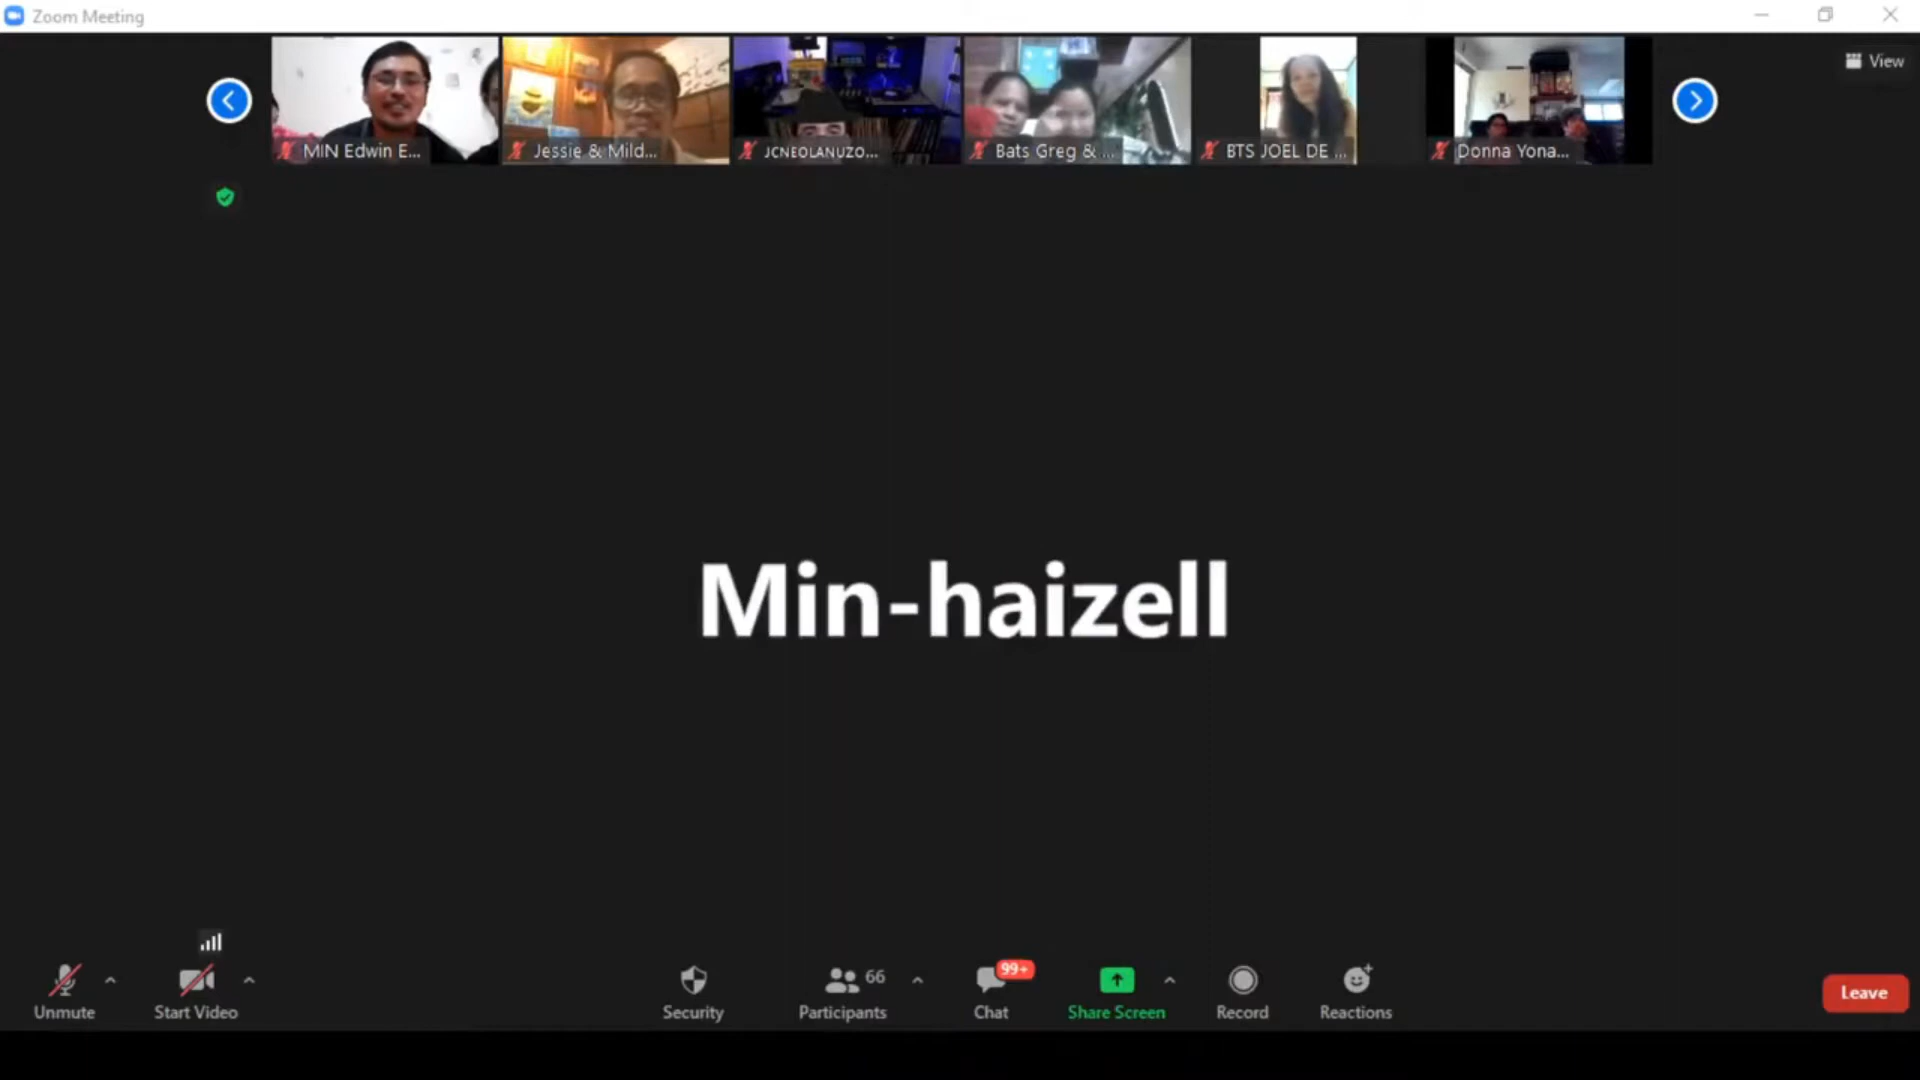 Zoom Meeting
View
MIN Edwin E...
Jessie & Mild...
JCNEOLANUZO...
Bats Greg & ...
BTS JOEL DE ...
Donna Yona...
Min-haizell
66
99+
Unmute
Start Video
Security
Participants
Chat
Share Screen
Record
Reactions
Leave